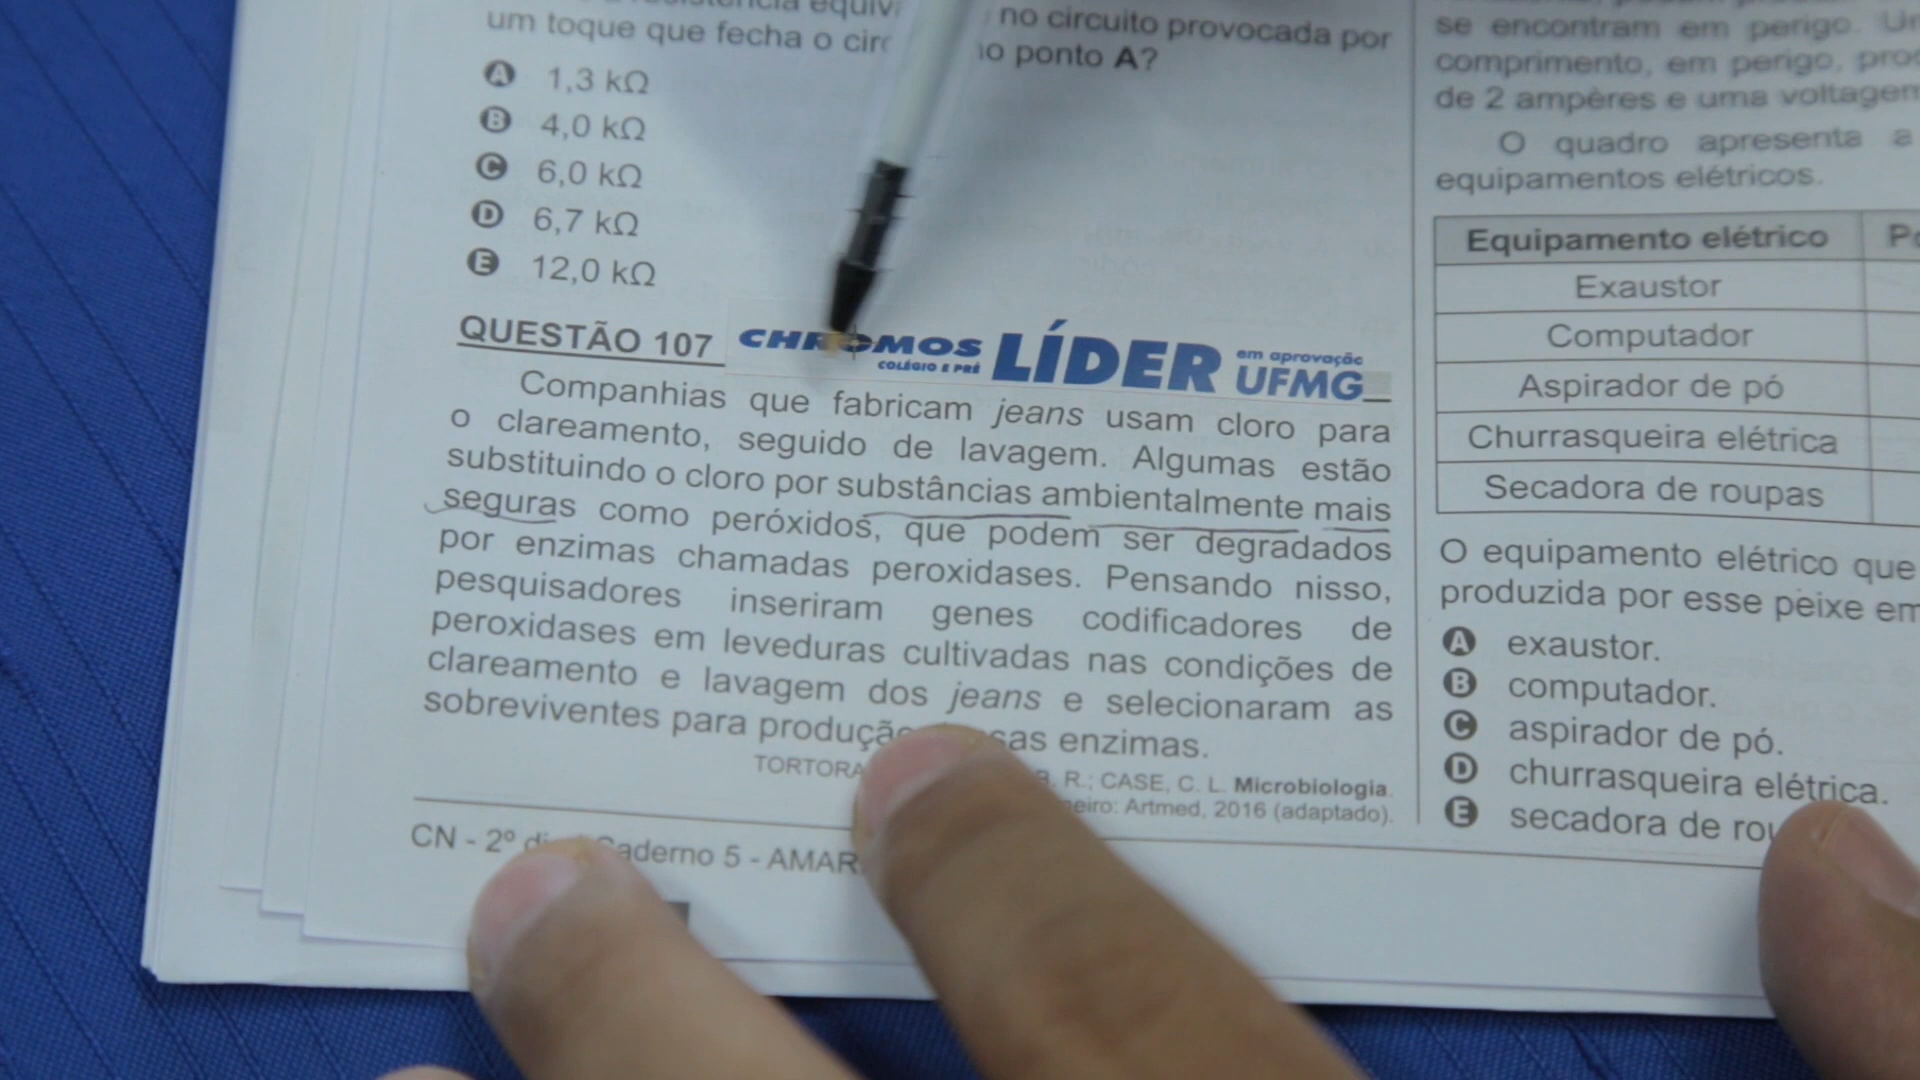 um toque que fecha o no circuito provocada por
ponto A?
A 1,3 kΩ
B 4,0 kΩ
C 6,0 kΩ
D 6,7 kΩ
E 12,0 kΩ
QUESTÃO 107
CHROMOS
COLÉGIO E PRÉ
LÍDER
em aprovação
UFMG
Companhias que fabricam jeans usam cloro para
o clareamento, seguido de lavagem. Algumas estão
substituindo o cloro por substâncias ambientalmente mais
seguras como peróxidos, que podem ser degradados
por enzimas chamadas peroxidases. Pensando nisso,
pesquisadores inseriram genes codificadores de
peroxidases em leveduras cultivadas nas condições de
clareamento e lavagem dos jeans e selecionaram as
sobreviventes para enzimas.
R.; CASE, C. L. Microbiologia.
Artmed, 2016 (adaptado).
CN - 2º 5 -
se encontram em perigo.
comprimento, em perigo,
de 2 ampères e uma
O quadro apresenta a
equipamentos elétricos.
Equipamento elétrico
Exaustor
Computador
Aspirador de pó
Churrasqueira elétrica
Secadora de roupas
O equipamento elétrico que
produzida por esse peixe em
A exaustor.
B computador.
C aspirador de pó.
D churrasqueira elétrica.
E secadora de